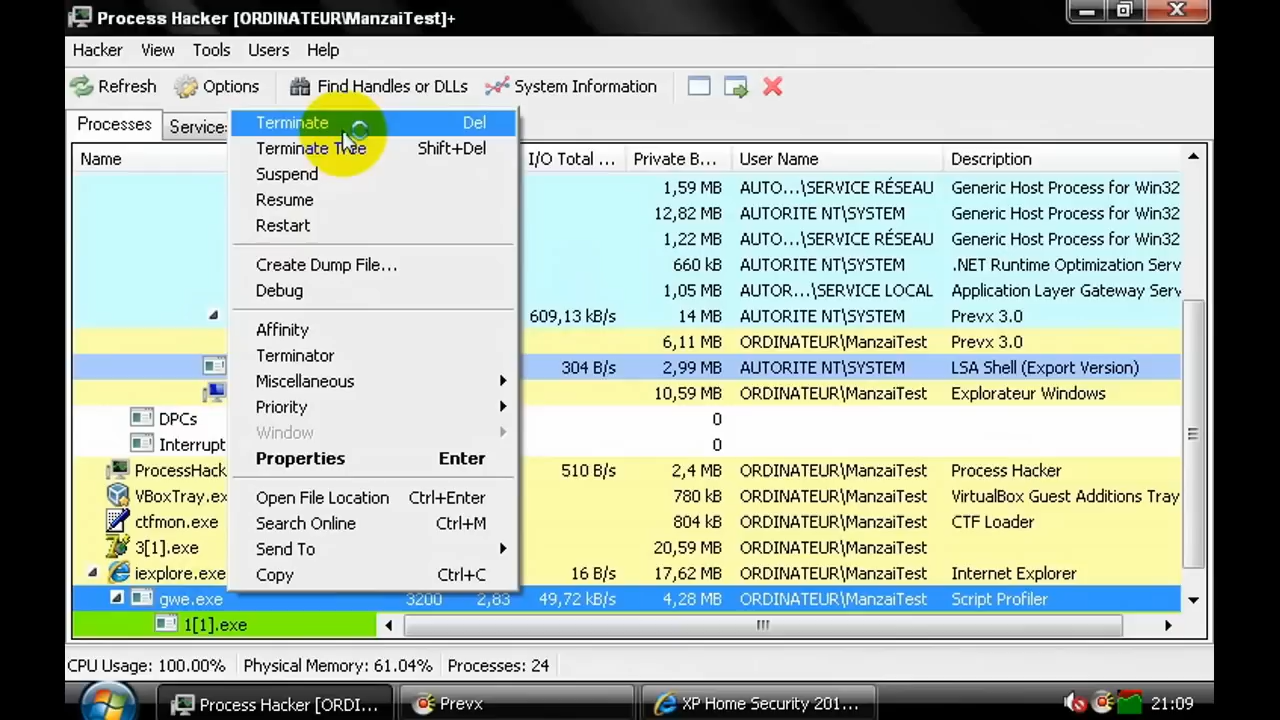 Process Hacker [ORDINATEUR\ManzaiTest]+
Hacker View Tools Users Help
Refresh Options Find Handles or DLLs System Information
Processes Service
Name I/O Total ... Private B... User Name Description
Terminate Del
Terminate Tree Shift+Del
Suspend
Resume
Restart
Create Dump File...
Debug
Affinity
Terminator
Miscellaneous
Priority
Window
Properties Enter
Open File Location Ctrl+Enter
Search Online Ctrl+M
Send To
Copy Ctrl+C
1,59 MB AUTO...\SERVICE RÉSEAU Generic Host Process for Win32
12,82 MB AUTORITE NT\SYSTEM Generic Host Process for Win32
1,22 MB AUTO...\SERVICE RÉSEAU Generic Host Process for Win32
660 kB AUTORITE NT\SYSTEM .NET Runtime Optimization Serv
1,05 MB AUTOR...\SERVICE LOCAL Application Layer Gateway Serv
609,13 kB/s 14 MB AUTORITE NT\SYSTEM Prevx 3.0
6,11 MB ORDINATEUR\ManzaiTest Prevx 3.0
304 B/s 2,99 MB AUTORITE NT\SYSTEM LSA Shell (Export Version)
10,59 MB ORDINATEUR\ManzaiTest Explorateur Windows
DPCs 0
Interrupt 0
ProcessHack 510 B/s 2,4 MB ORDINATEUR\ManzaiTest Process Hacker
VBoxTray.ex 780 kB ORDINATEUR\ManzaiTest VirtualBox Guest Additions Tray
ctfmon.exe 804 kB ORDINATEUR\ManzaiTest CTF Loader
3[1].exe 20,59 MB ORDINATEUR\ManzaiTest
iexplore.exe 16 B/s 17,62 MB ORDINATEUR\ManzaiTest Internet Explorer
gwe.exe 3200 2,83 49,72 kB/s 4,28 MB ORDINATEUR\ManzaiTest Script Profiler
1[1].exe
CPU Usage: 100.00% Physical Memory: 61.04% Processes: 24
Process Hacker [ORDI... Prevx XP Home Security 201... 21:09